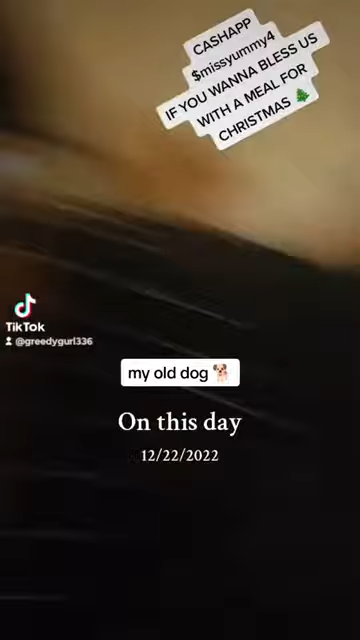 CASHAPP
$missyummy4
IF YOU WANNA BLESS US
WITH A MEAL FOR
CHRISTMAS 🎄
TikTok
@greedygurl336
my old dog 🐕
On this day
12/22/2022